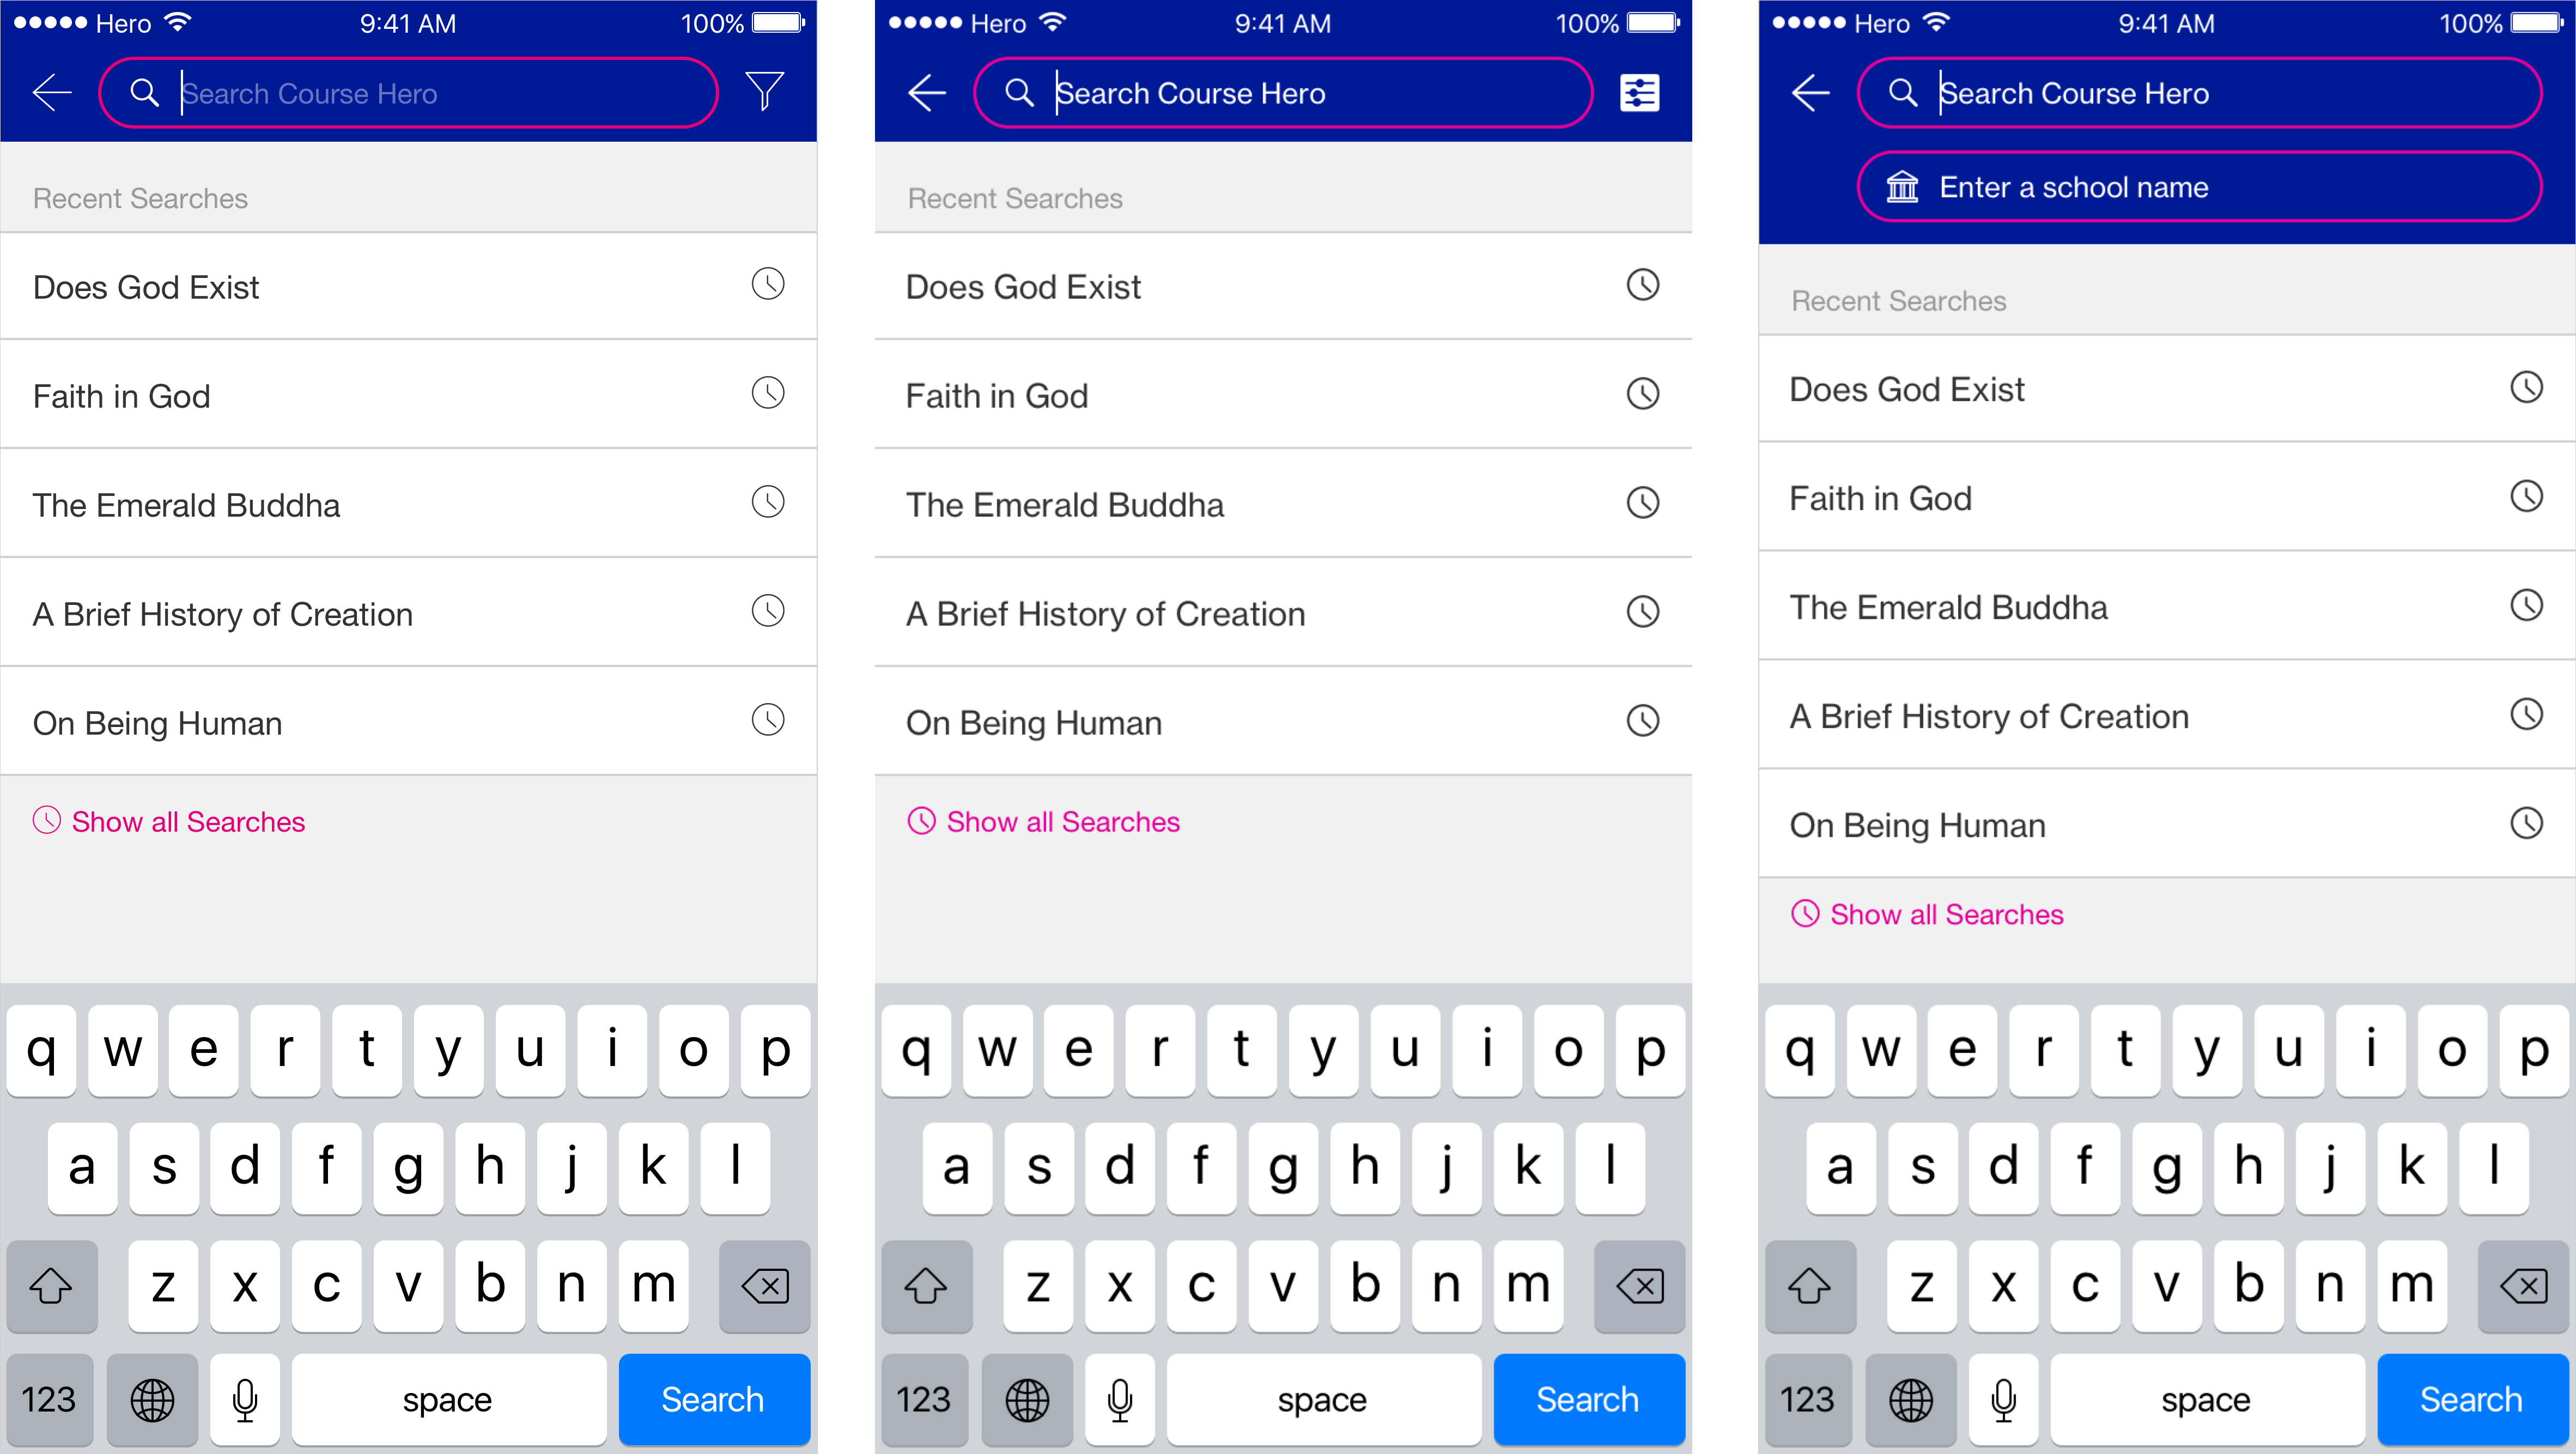 Hero 9:41 AM 100%
Search Course Hero
Recent Searches
Does God Exist
Faith in God
The Emerald Buddha
A Brief History of Creation
On Being Human
Show all Searches
q w e r t y u i o p
a s d f g h j k l
z x c v b n m
123 space Search
Hero 9:41 AM 100%
Search Course Hero
Recent Searches
Does God Exist
Faith in God
The Emerald Buddha
A Brief History of Creation
On Being Human
Show all Searches
q w e r t y u i o p
a s d f g h j k l
z x c v b n m
123 space Search
Hero 9:41 AM 100%
Search Course Hero
Enter a school name
Recent Searches
Does God Exist
Faith in God
The Emerald Buddha
A Brief History of Creation
On Being Human
Show all Searches
q w e r t y u i o p
a s d f g h j k l
z x c v b n m
123 space Search